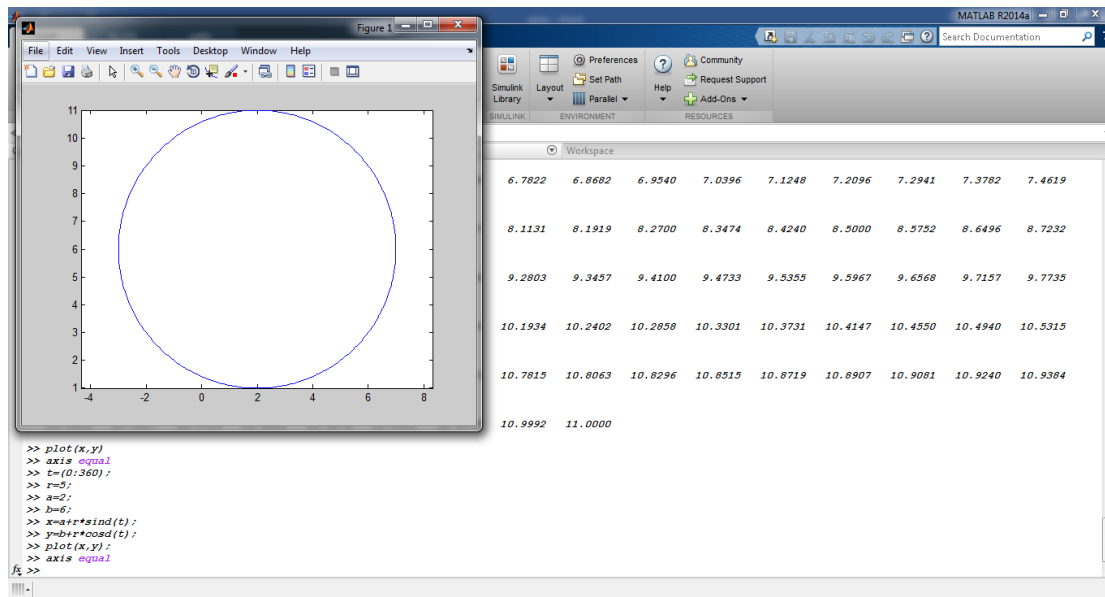 MATLAB R2014a
Figure 1
File Edit View Insert Tools Desktop Window Help
Search Documentation
Simulink Library
Layout
Preferences
Set Path
Parallel
Help
Community
Request Support
Add-Ons
SIMULINK ENVIRONMENT RESOURCES
Workspace
11
10
9
8
7
6
5
4
3
2
1
-4 -2 0 2 4 6 8
6.7822 6.8682 6.9540 7.0396 7.1248 7.2096 7.2941 7.3782 7.4619
8.1131 8.1919 8.2700 8.3474 8.4240 8.5000 8.5752 8.6496 8.7232
9.2803 9.3457 9.4100 9.4733 9.5355 9.5967 9.6568 9.7157 9.7735
10.1934 10.2402 10.2858 10.3301 10.3731 10.4147 10.4550 10.4940 10.5315
10.7815 10.8063 10.8296 10.8515 10.8719 10.8907 10.9081 10.9240 10.9384
10.9992 11.0000
>> plot(x,y)
>> axis equal
>> t=(0:360);
>> r=5;
>> a=2;
>> b=6;
>> x=a+r*sind(t);
>> y=b+r*cosd(t);
>> plot(x,y);
>> axis equal
fx >>